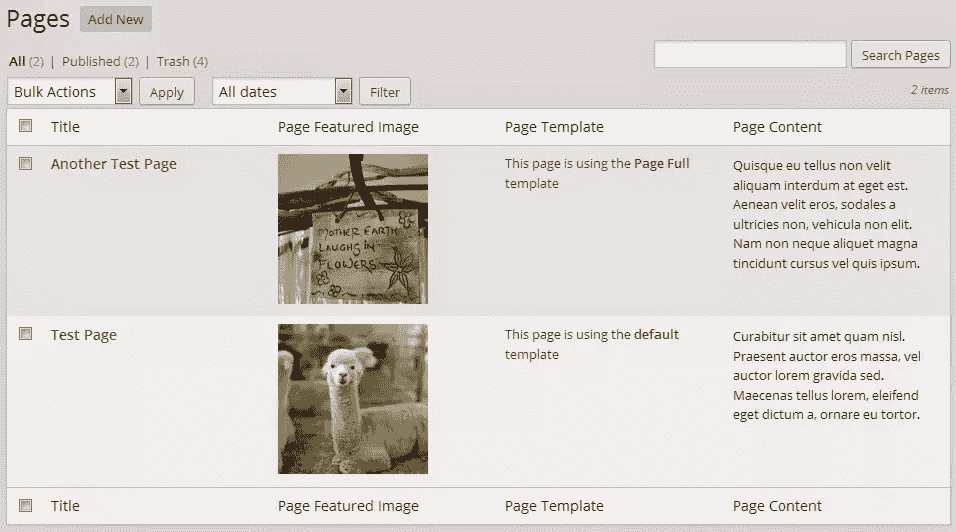 Pages Add New
All (2) | Published (2) | Trash (4)
Search Pages
Bulk Actions Apply All dates Filter
2 items
Title Page Featured Image Page Template Page Content
Another Test Page
MOTHER EARTH
LAUGHS IN
FLOWERS
This page is using the Page Full
template
Quisque eu tellus non velit
aliquam interdum at eget est.
Aenean velit eros, sodales a
ultricies non, vehicula non elit.
Nam non neque aliquet magna
tincidunt cursus vel quis ipsum.
Test Page
This page is using the default
template
Curabitur sit amet quam nisl.
Praesent auctor eros massa, vel
auctor lorem gravida sed.
Maecenas tellus lorem, eleifend
eget dictum a, ornare eu tortor.
Title Page Featured Image Page Template Page Content